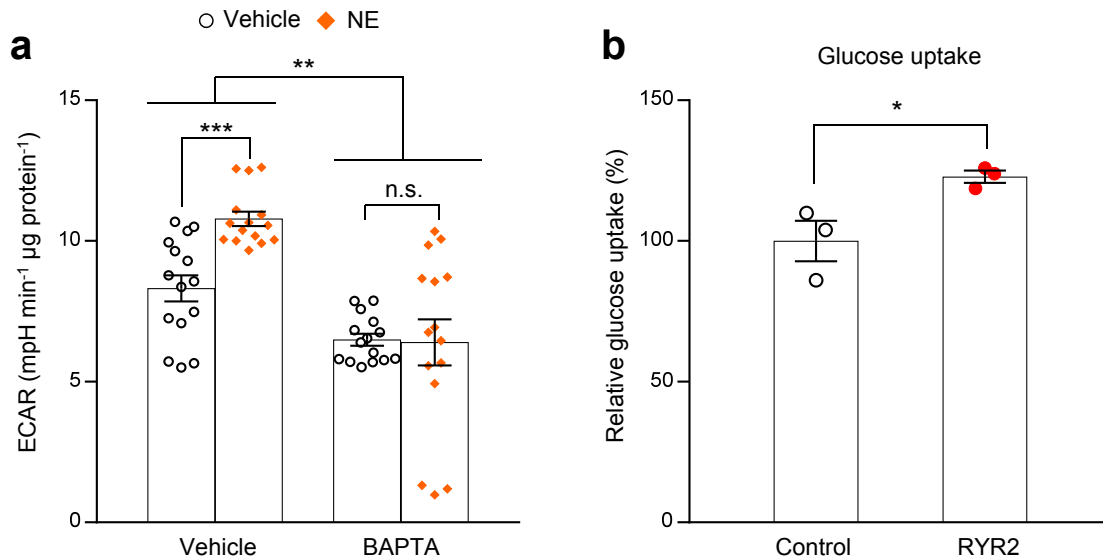 Vehicle NE
a
**
***
n.s.
ECAR (mpH min⁻¹ µg protein⁻¹)
15
10
5
0
Vehicle BAPTA
b
Glucose uptake
*
Relative glucose uptake (%)
150
100
50
0
Control RYR2